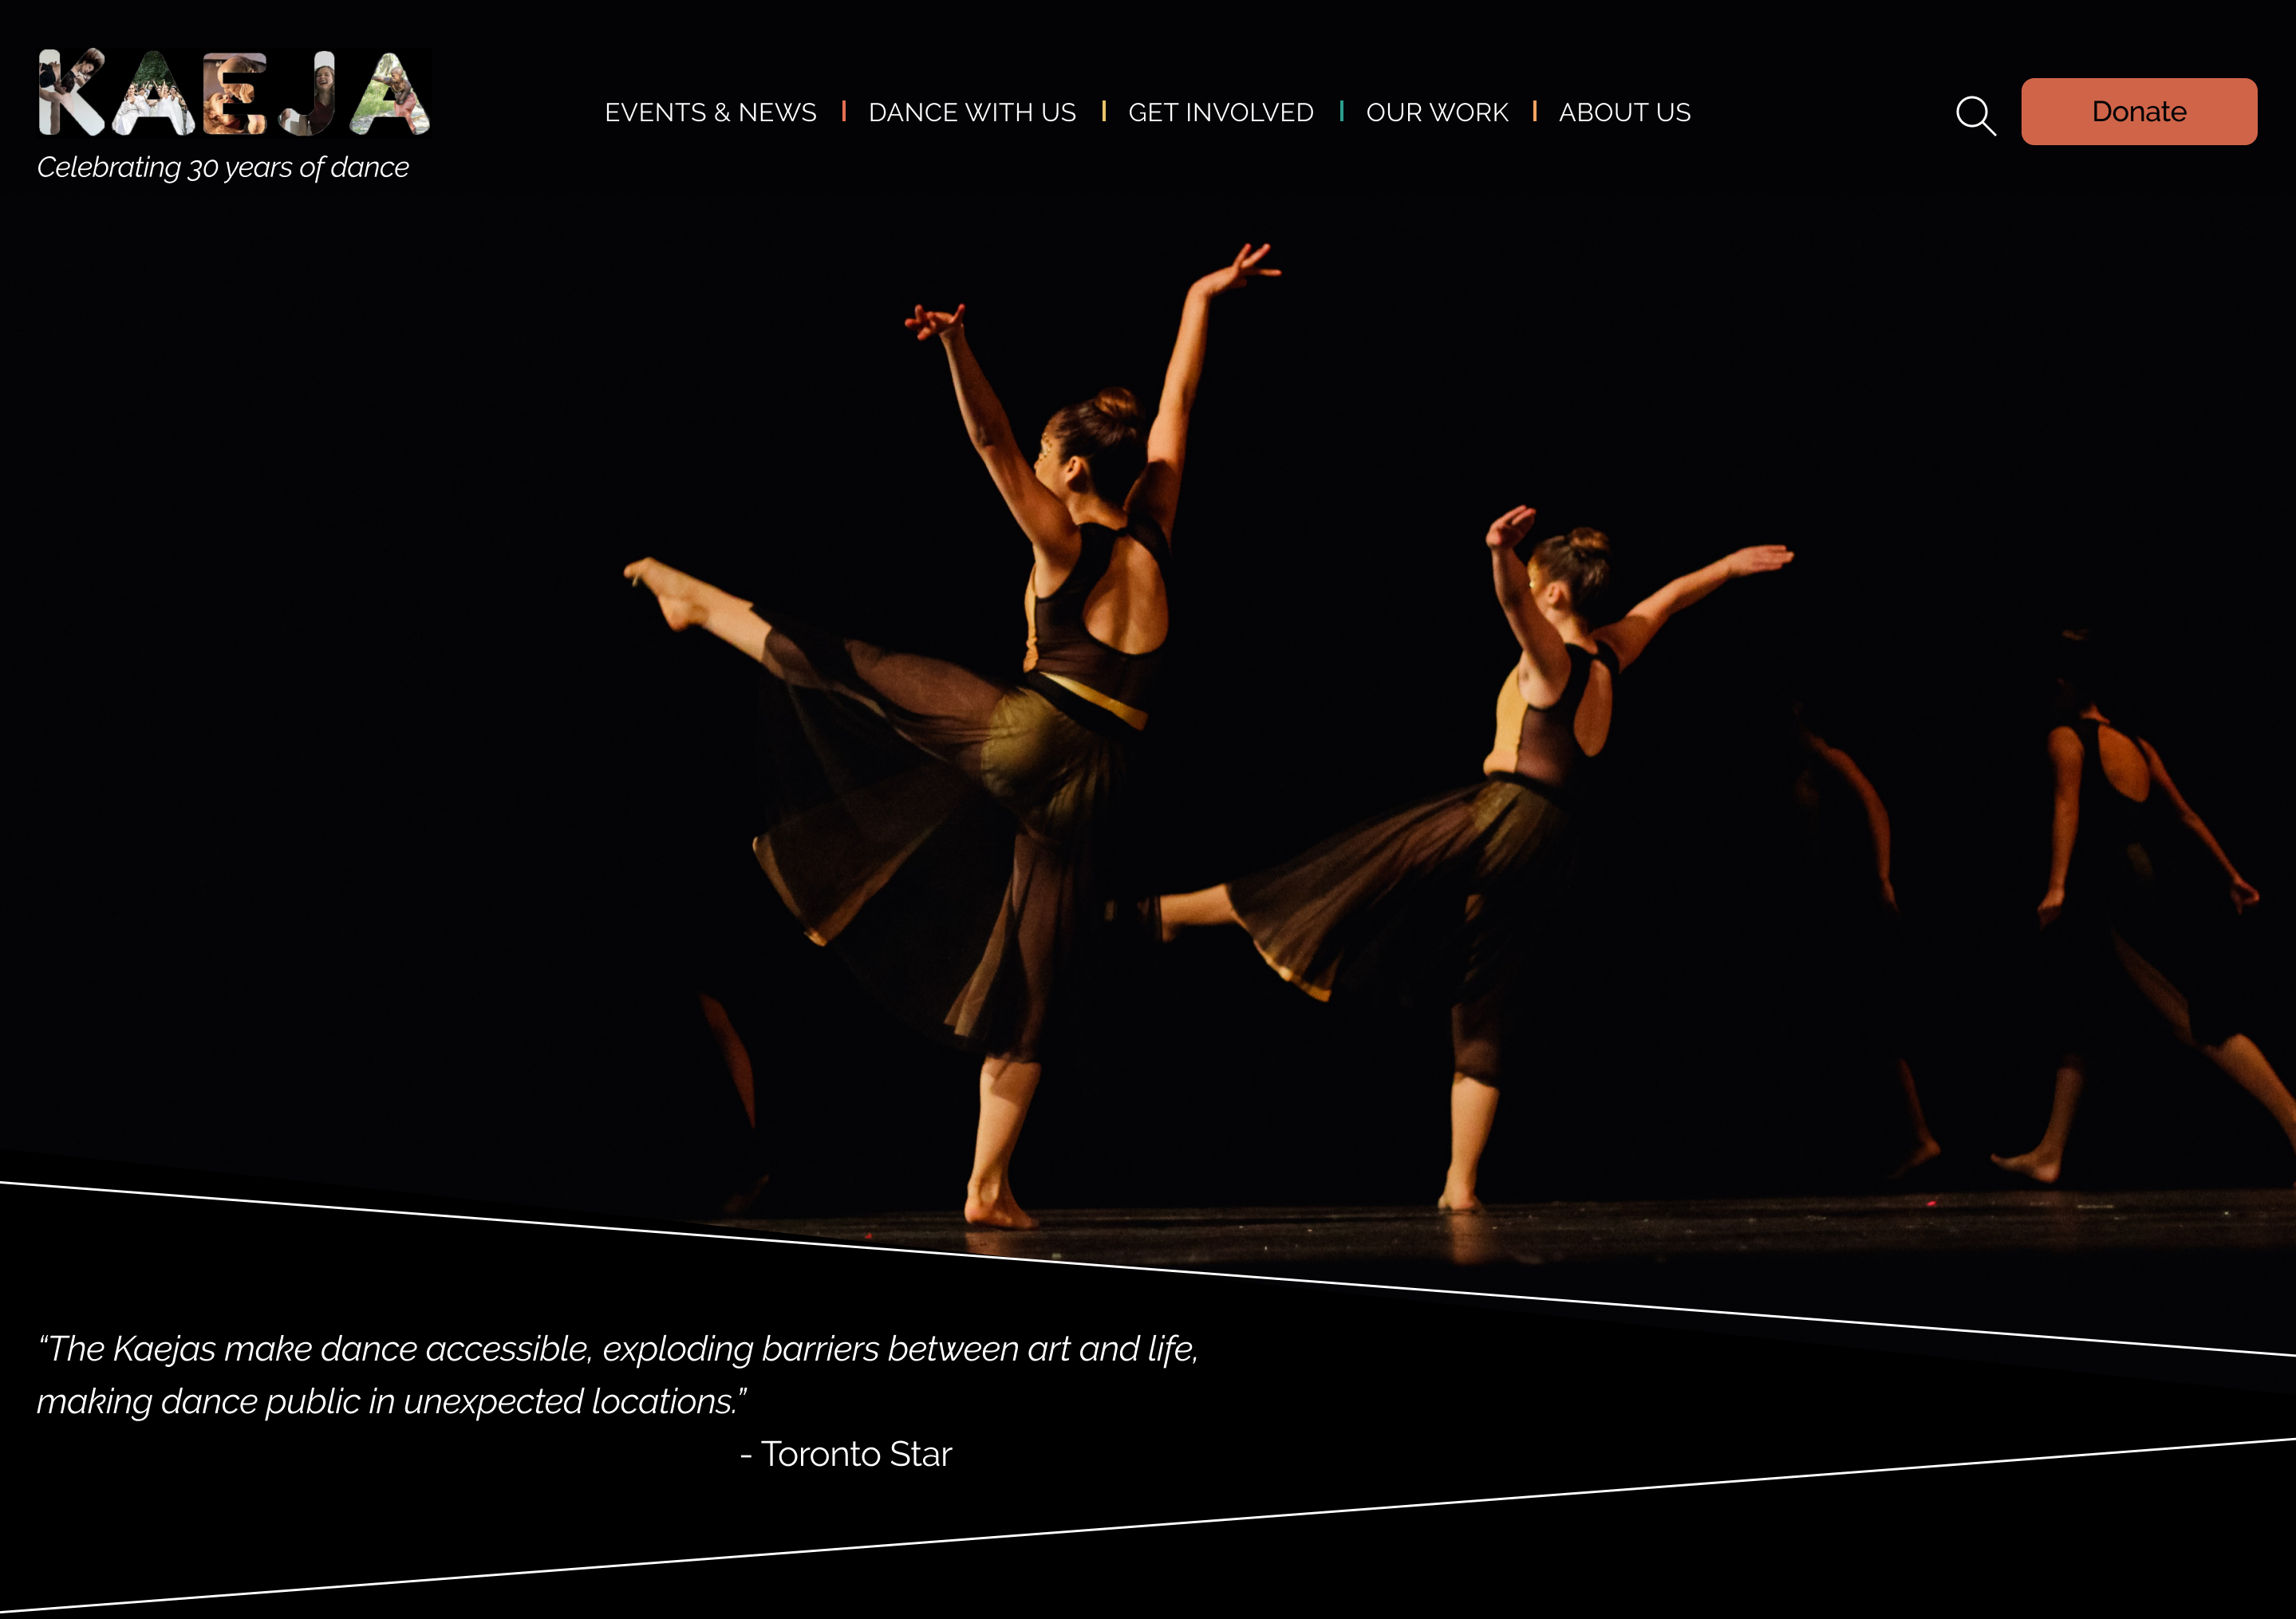 KAEJA
Celebrating 30 years of dance
EVENTS & NEWS
DANCE WITH US
GET INVOLVED
OUR WORK
ABOUT US
Donate
“The Kaejas make dance accessible, exploding barriers between art and life,
making dance public in unexpected locations.”
- Toronto Star